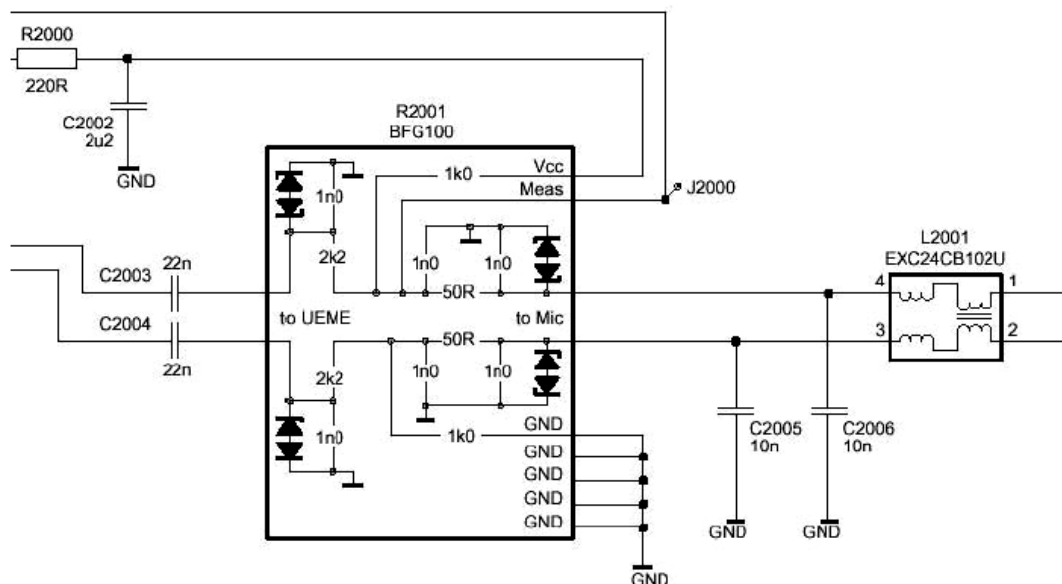 R2000
220R
C2002
2u2
GND
R2001
BFG100
Vcc
1k0
Meas
J2000
1n0
2k2
1n0
1n0
50R
C2003
22n
C2004
22n
to UEME
to Mic
50R
2k2
1n0
1n0
1n0
1k0
GND
GND
GND
GND
GND
GND
L2001
EXC24CB102U
4
1
3
2
C2005
10n
C2006
10n
GND
GND